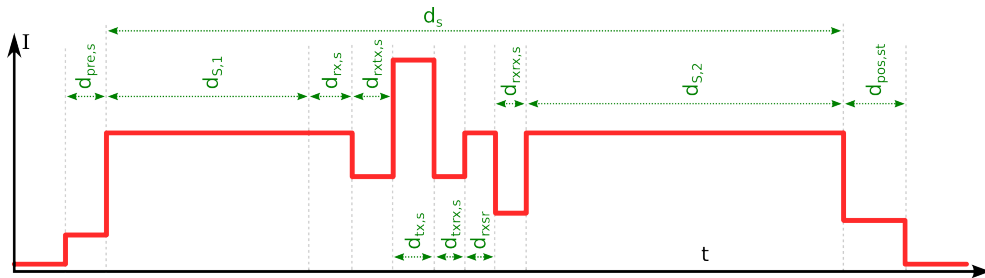 d_s
I
d_pre,s
d_S,1
d_rx,s
d_rxtx,s
d_rxrx,s
d_S,2
d_pos,st
d_tx,s
d_txrx,s
d_rxsr
t